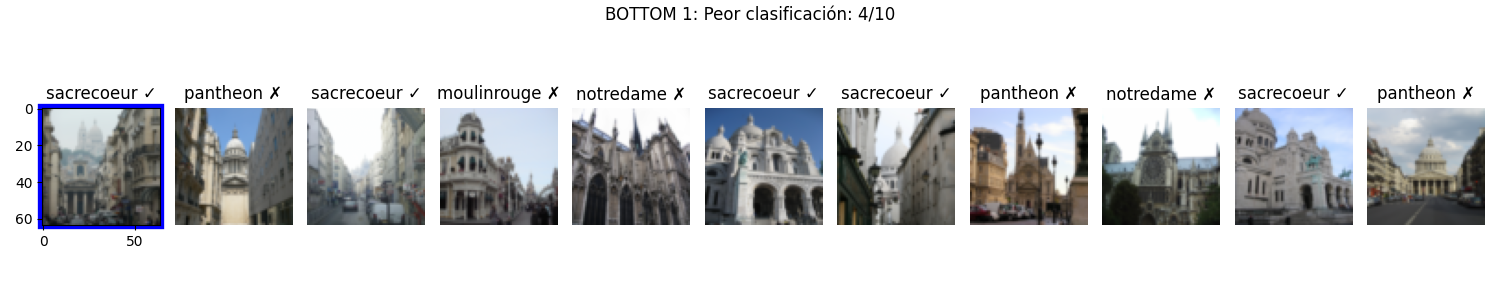 BOTTOM 1: Peor clasificación: 4/10
sacrecoeur ✓ pantheon ✗ sacrecoeur ✓ moulinrouge ✗ notredame ✗ sacrecoeur ✓ sacrecoeur ✓ pantheon ✗ notredame ✗ sacrecoeur ✓ pantheon ✗
0
20
40
60
0 50